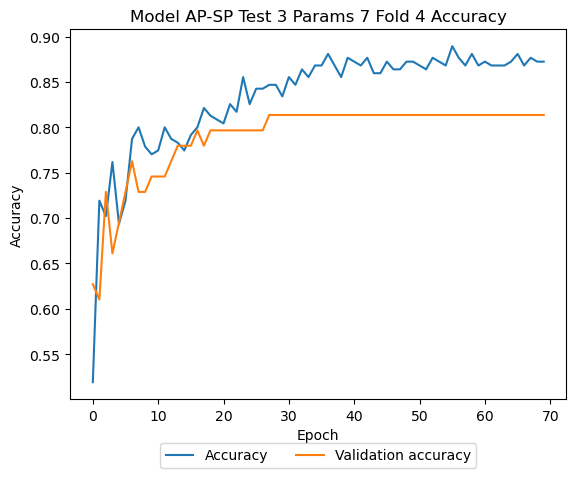 Model AP-SP Test 3 Params 7 Fold 4 Accuracy
0.90
0.85
0.80
0.75
0.70
0.65
0.60
0.55
Accuracy
0 10 20 30 40 50 60 70
Epoch
Accuracy Validation accuracy